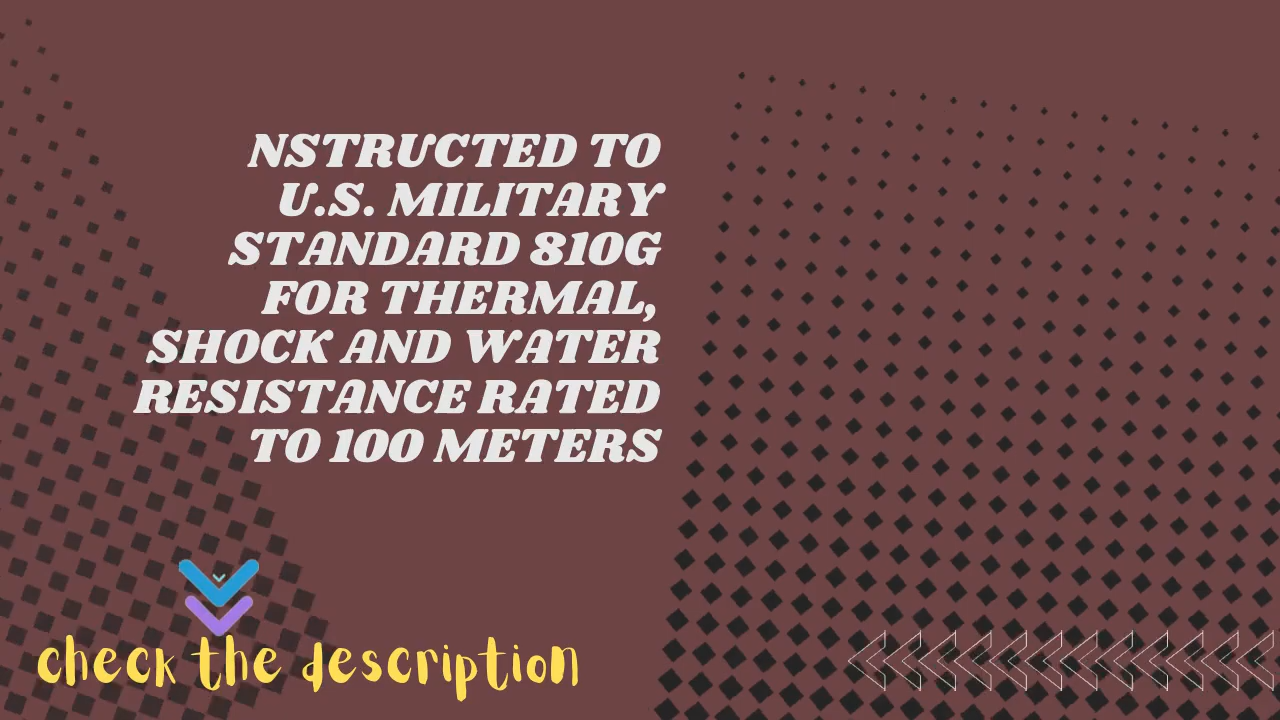 NSTRUCTED TO
U.S. MILITARY
STANDARD 810G
FOR THERMAL,
SHOCK AND WATER
RESISTANCE RATED
TO 100 METERS
check the description